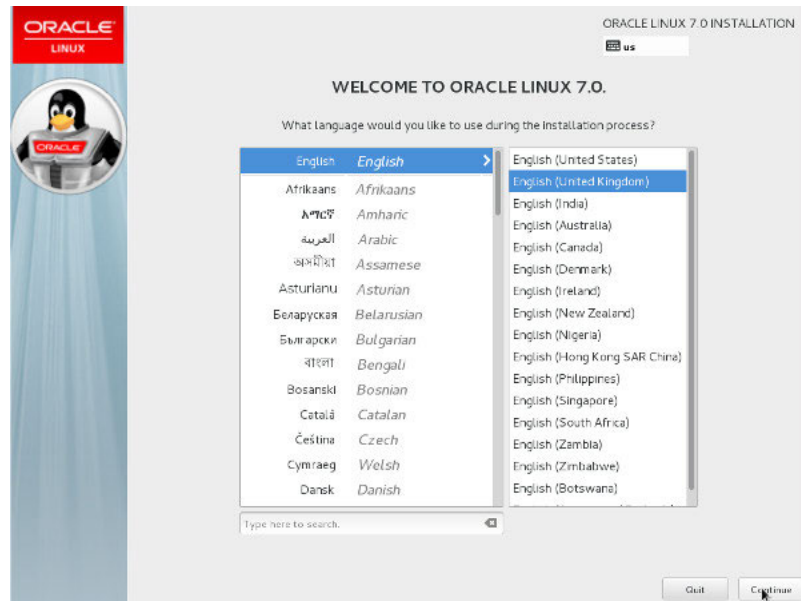 ORACLE
LINUX
ORACLE
ORACLE LINUX 7.0 INSTALLATION
us
WELCOME TO ORACLE LINUX 7.0.
What language would you like to use during the installation process?
English English
Afrikaans Afrikaans
አማርኛ Amharic
العربية Arabic
অসমীয়া Assamese
Asturianu Asturian
Беларуская Belarusian
Български Bulgarian
বাংলা Bengali
Bosanski Bosnian
Català Catalan
Čeština Czech
Cymraeg Welsh
Dansk Danish
Type here to search.
English (United States)
English (United Kingdom)
English (India)
English (Australia)
English (Canada)
English (Denmark)
English (Ireland)
English (New Zealand)
English (Nigeria)
English (Hong Kong SAR China)
English (Philippines)
English (Singapore)
English (South Africa)
English (Zambia)
English (Zimbabwe)
English (Botswana)
Quit
Continue